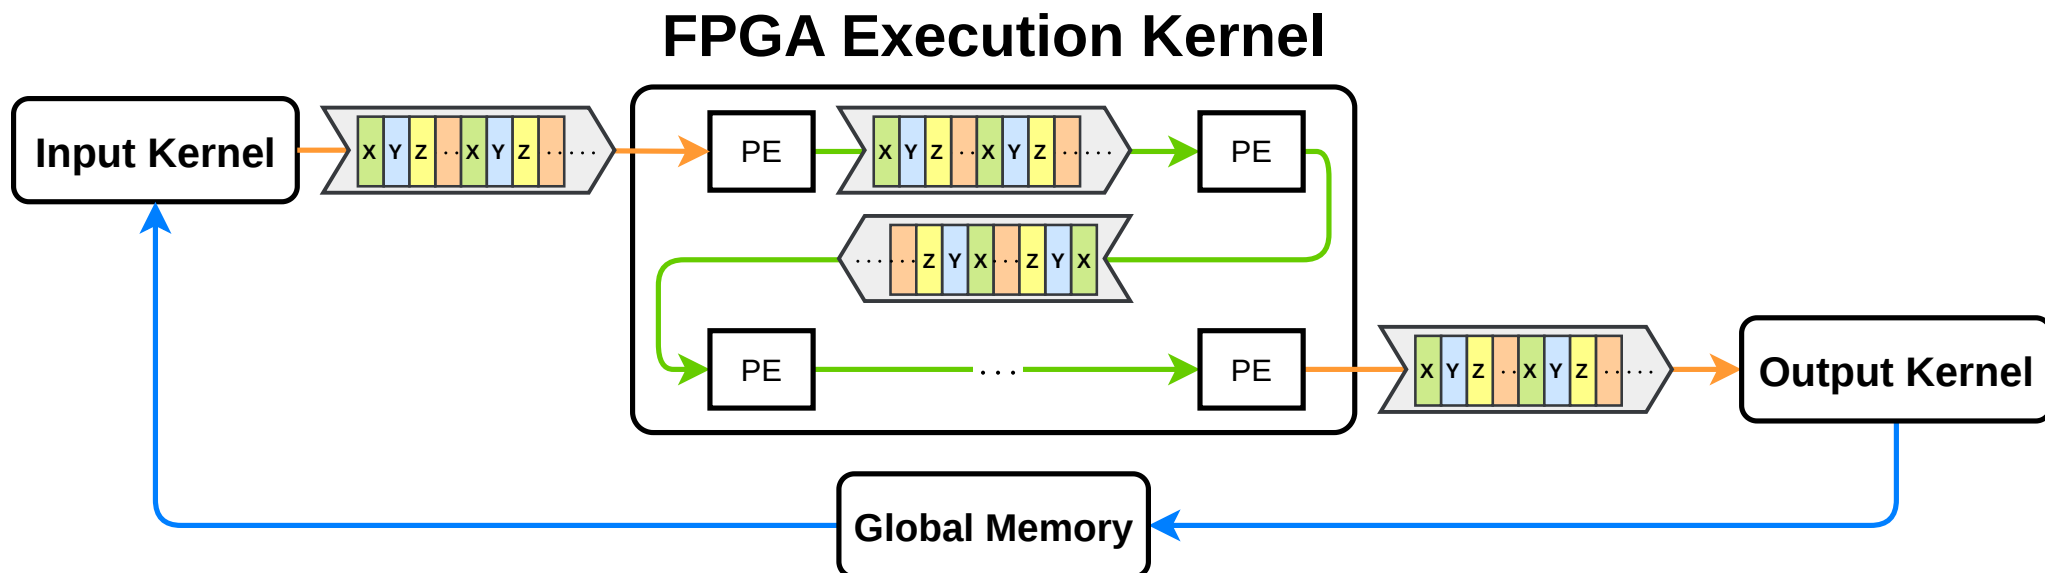 FPGA Execution Kernel
Input Kernel
X Y Z ·· X Y Z ·····
PE
X Y Z ·· X Y Z ·····
PE
······ Z Y X ··· Z Y X
PE
...
PE
X Y Z ·· X Y Z ·····
Output Kernel
Global Memory